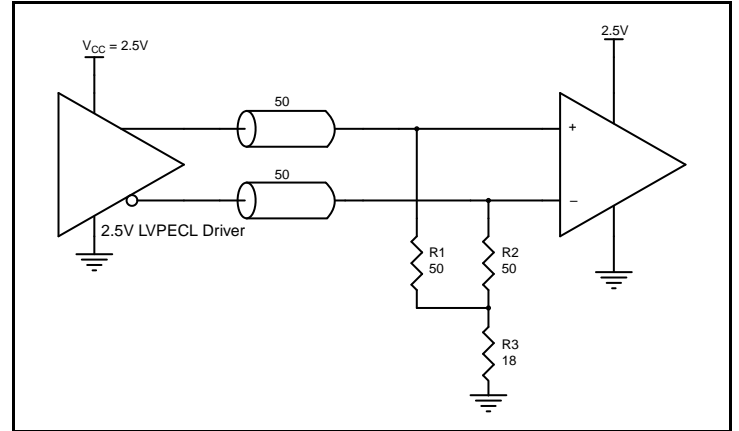 2.5V
V_CC = 2.5V
50
+
50
−
2.5V LVPECL Driver
R1
50
R2
50
R3
18